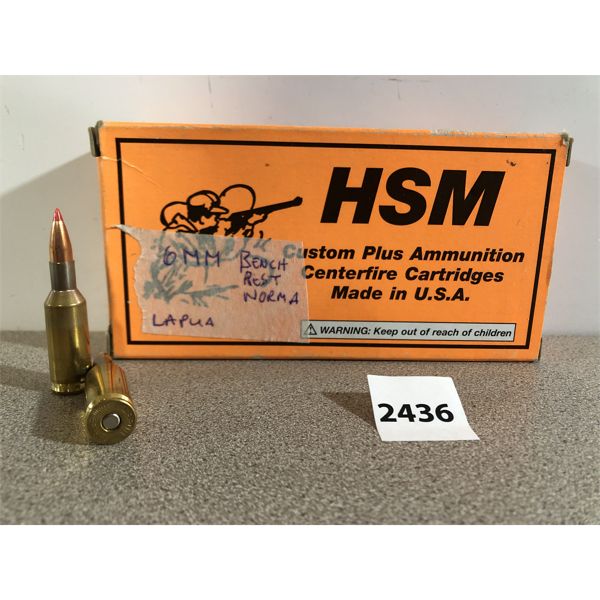 HSM
Custom Plus Ammunition
Centerfire Cartridges
Made in U.S.A.
WARNING: Keep out of reach of children
6MM BENCH
REST
NORMA
LAPUA
2436